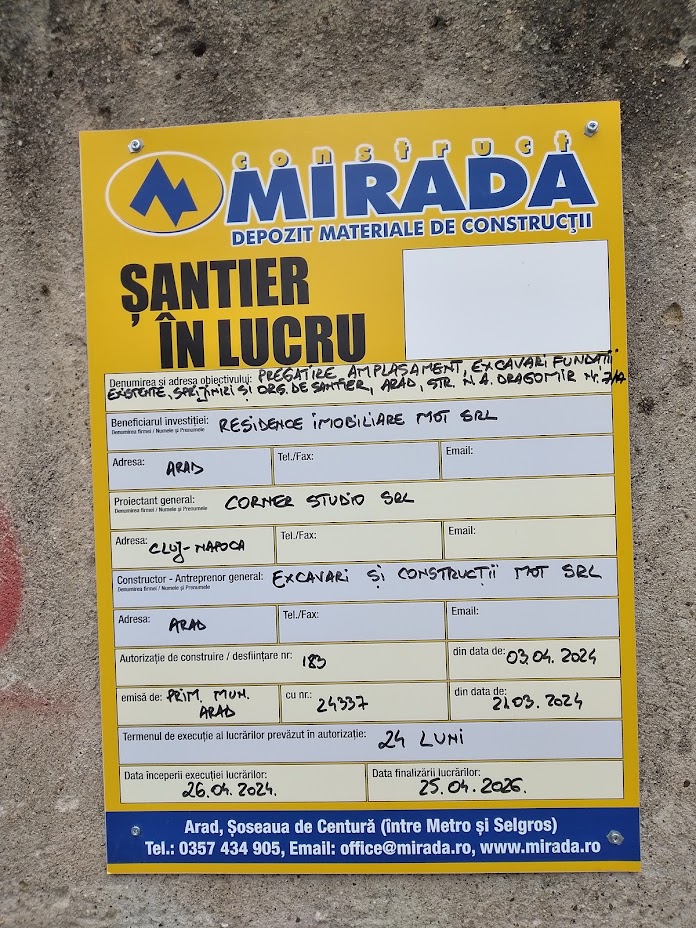 construct
MIRADA
DEPOZIT MATERIALE DE CONSTRUCȚII
ȘANTIER
ÎN LUCRU
Denumirea și adresa obiectivului: PREGATIRE AMPLASAMENT, EXCAVARI FUNDATII
EXISTENTE, SPRIJINIRI ȘI ORG. DE SANTIER, ARAD, STR. N. A. DRAGOMIR Nr. 7/A
Beneficiarul investiției: RESIDENCE IMOBILIARE MOT SRL
Denumirea firmei / Numele și Prenumele
Adresa: ARAD Tel./Fax: Email:
Proiectant general: CORNER STUDIO SRL
Denumirea firmei / Numele și Prenumele
Adresa: CLUJ-NAPOCA Tel./Fax: Email:
Constructor - Antreprenor general: EXCAVARI ȘI CONSTRUCȚII MOT SRL
Denumirea firmei / Numele și Prenumele
Adresa: ARAD Tel./Fax: Email:
Autorizație de construire / desființare nr: 183 din data de: 03.04.2024
emisă de: PRIM. MUN. ARAD cu nr.: 24337 din data de: 21.03.2024
Termenul de execuție al lucrărilor prevăzut în autorizație: 24 LUNI
Data începerii execuției lucrărilor: Data finalizării lucrărilor:
26.04.2024. 25.04.2026.
Arad, Șoseaua de Centură (între Metro și Selgros)
Tel.: 0357 434 905, Email: office@mirada.ro, www.mirada.ro